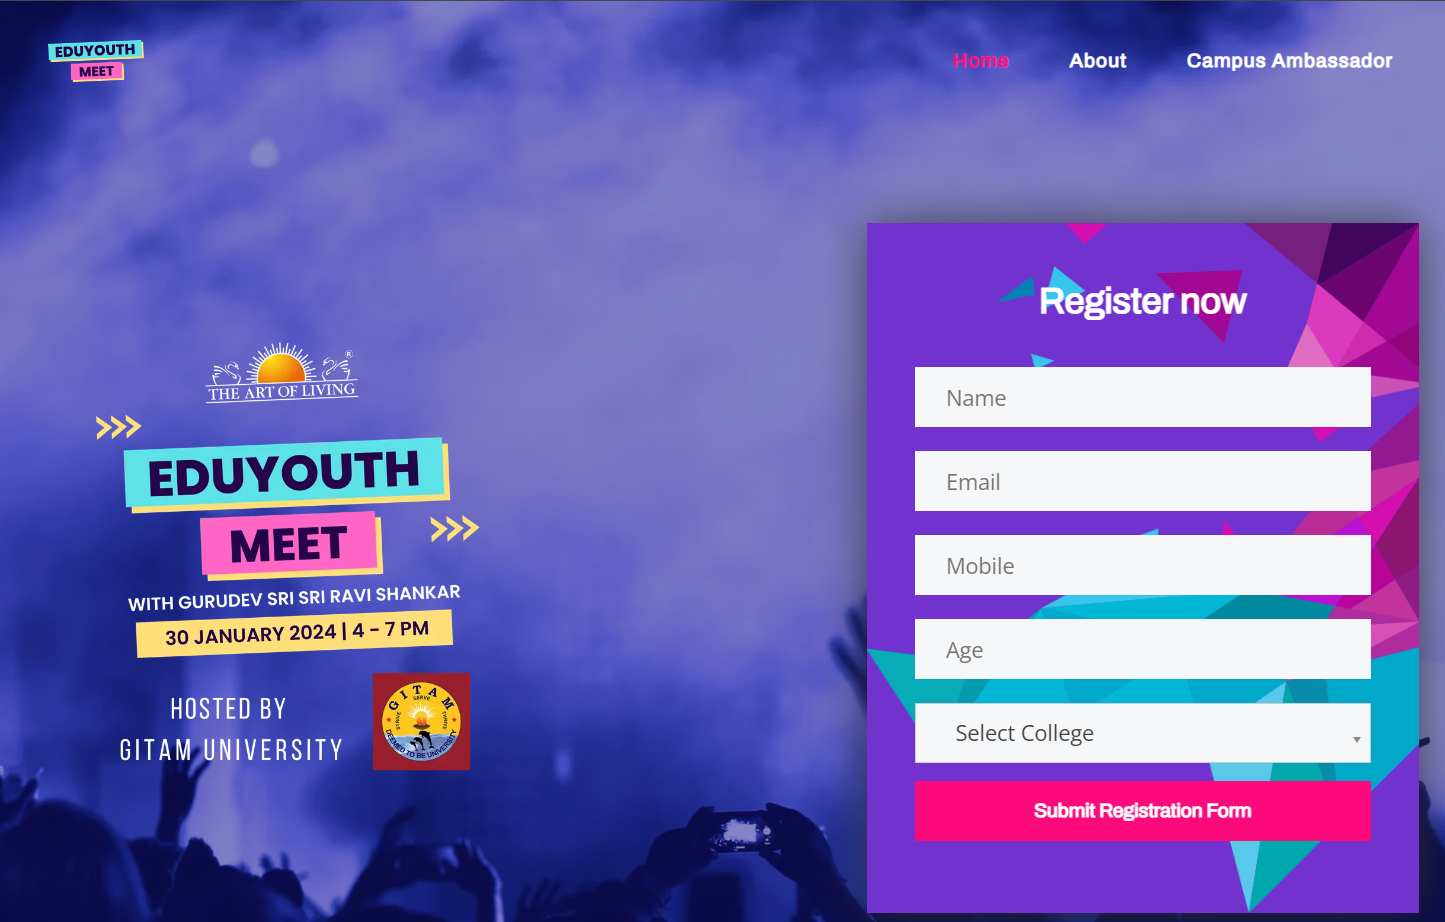 EDUYOUTH
MEET
Home
About
Campus Ambassador
®
THE ART OF LIVING
EDUYOUTH
MEET
WITH GURUDEV SRI SRI RAVI SHANKAR
30 JANUARY 2024 | 4 - 7 PM
HOSTED BY
GITAM UNIVERSITY
GITAM
SERVE
STRIVE
THRIVE
DEEMED TO BE UNIVERSITY
Register now
Name
Email
Mobile
Age
Select College
Submit Registration Form